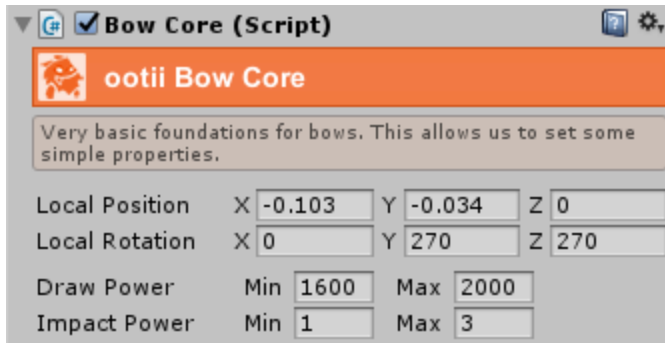 C# Bow Core (Script)
ootii Bow Core
Very basic foundations for bows. This allows us to set some
simple properties.
Local Position X -0.103 Y -0.034 Z 0
Local Rotation X 0 Y 270 Z 270
Draw Power Min 1600 Max 2000
Impact Power Min 1 Max 3